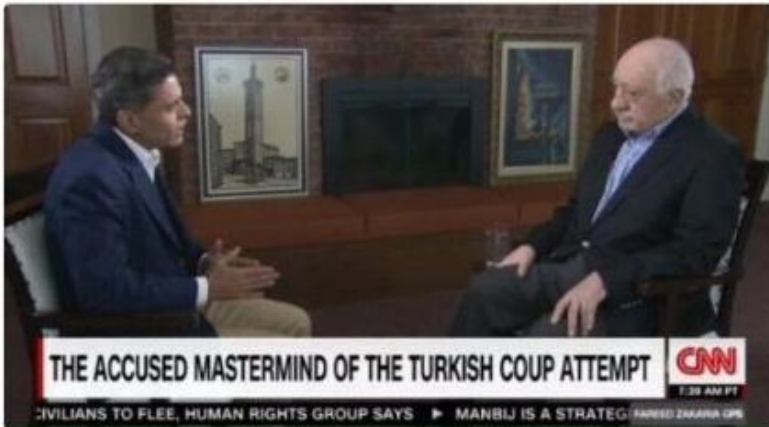 THE ACCUSED MASTERMIND OF THE TURKISH COUP ATTEMPT
CNN
7:39 AM PT
CIVILIANS TO FLEE, HUMAN RIGHTS GROUP SAYS ▶ MANBIJ IS A STRATEG
FAREED ZAKARIA GPS